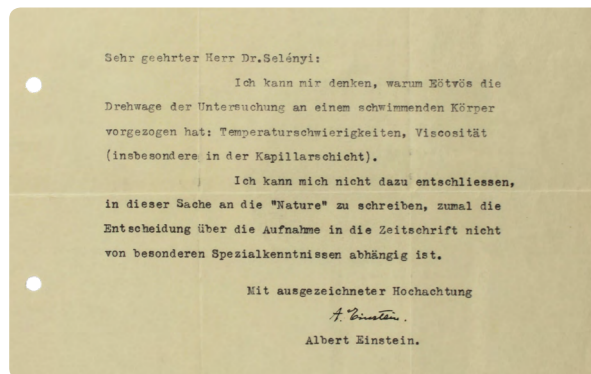 Sehr geehrter Herr Dr.Selényi:
Ich kann mir denken, warum Eötvös die
Drehwage der Untersuchung an einem schwimmenden Körper
vorgezogen hat: Temperaturschwierigkeiten, Viscosität
(insbesondere in der Kapillarschicht).
Ich kann mich nicht dazu entschliessen,
in dieser Sache an die "Nature" zu schreiben, zumal die
Entscheidung über die Aufnahme in die Zeitschrift nicht
von besonderen Spezialkenntnissen abhängig ist.
Mit ausgezeichneter Hochachtung
A. Einstein.
Albert Einstein.